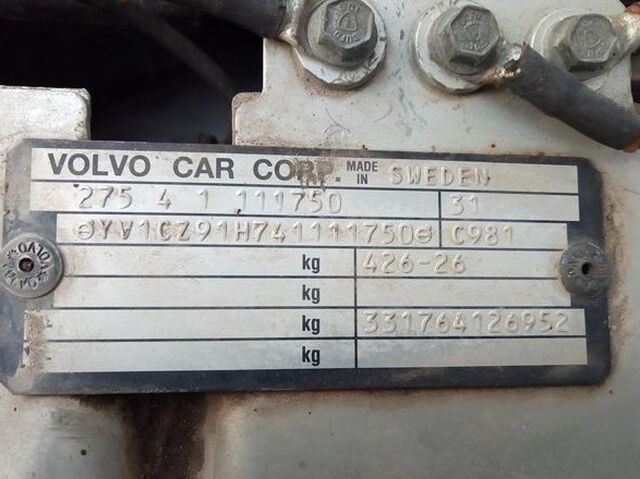 VOLVO CAR CORP. MADE IN SWEDEN
275 4 1 111750 31
⊖YV1CZ91H741111750⊖ C981
kg 426-26
kg
kg 331764126952
kg